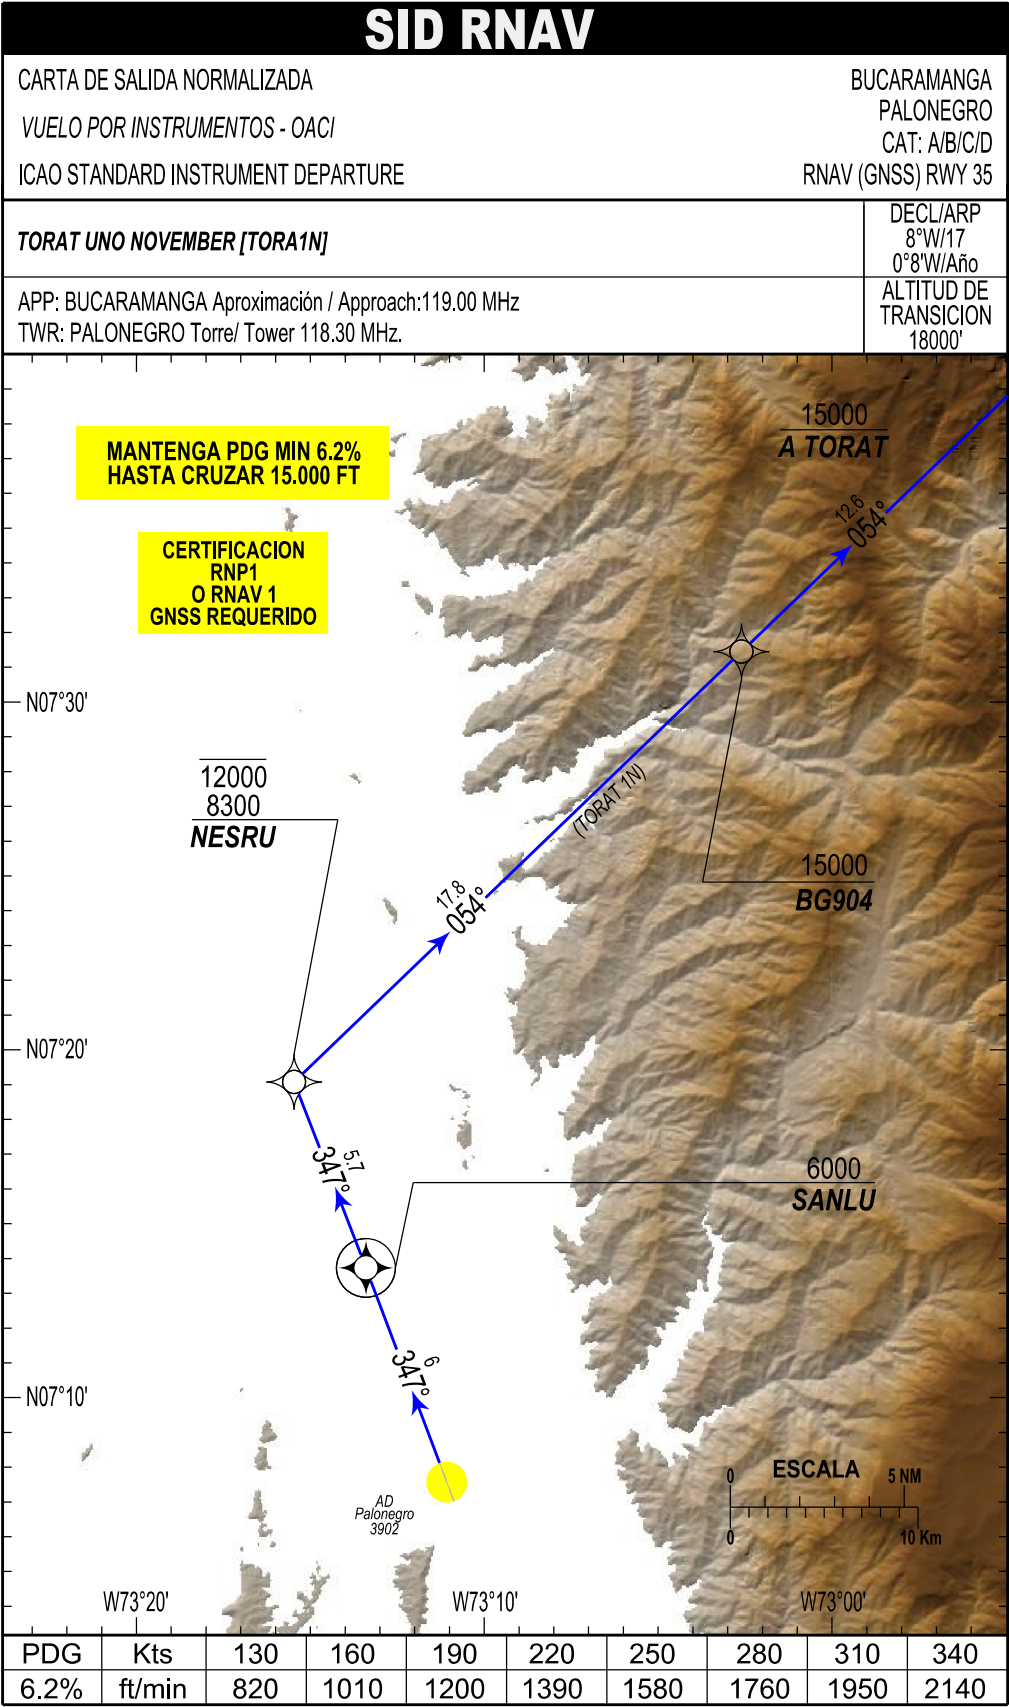 SID RNAV
CARTA DE SALIDA NORMALIZADA
VUELO POR INSTRUMENTOS - OACI
ICAO STANDARD INSTRUMENT DEPARTURE
BUCARAMANGA
PALONEGRO
CAT: A/B/C/D
RNAV (GNSS) RWY 35
TORAT UNO NOVEMBER [TORA1N]
DECL/ARP
8°W/17
0°8'W/Año
APP: BUCARAMANGA Aproximación / Approach:119.00 MHz
TWR: PALONEGRO Torre/ Tower 118.30 MHz.
ALTITUD DE
TRANSICION
18000'
MANTENGA PDG MIN 6.2%
HASTA CRUZAR 15.000 FT
CERTIFICACION
RNP1
O RNAV 1
GNSS REQUERIDO
15000
A TORAT
12.6
054°
N07°30'
12000
8300
NESRU
(TORAT 1N)
15000
BG904
17.8
054°
N07°20'
5.7
347°
6000
SANLU
6
347°
N07°10'
AD
Palonegro
3902
ESCALA
0 5 NM
0 10 Km
W73°20' W73°10' W73°00'
PDG Kts 130 160 190 220 250 280 310 340
6.2% ft/min 820 1010 1200 1390 1580 1760 1950 2140